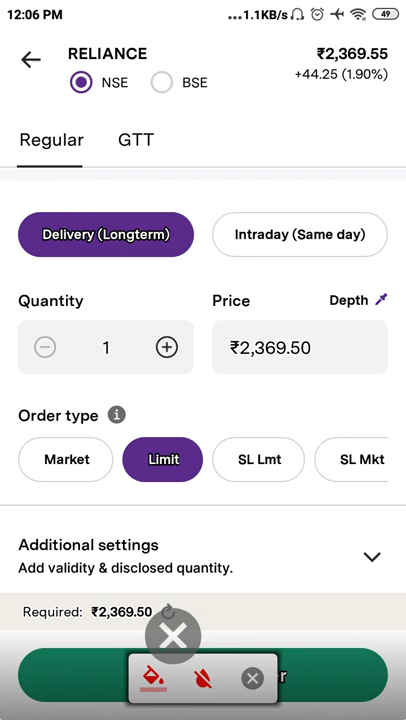 12:06 PM ...1.1KB/s 49
RELIANCE ₹2,369.55
NSE BSE +44.25 (1.90%)
Regular GTT
Delivery (Longterm) Intraday (Same day)
Quantity Price Depth
1 ₹2,369.50
Order type
Market Limit SL Lmt SL Mkt
Additional settings
Add validity & disclosed quantity.
Required: ₹2,369.50